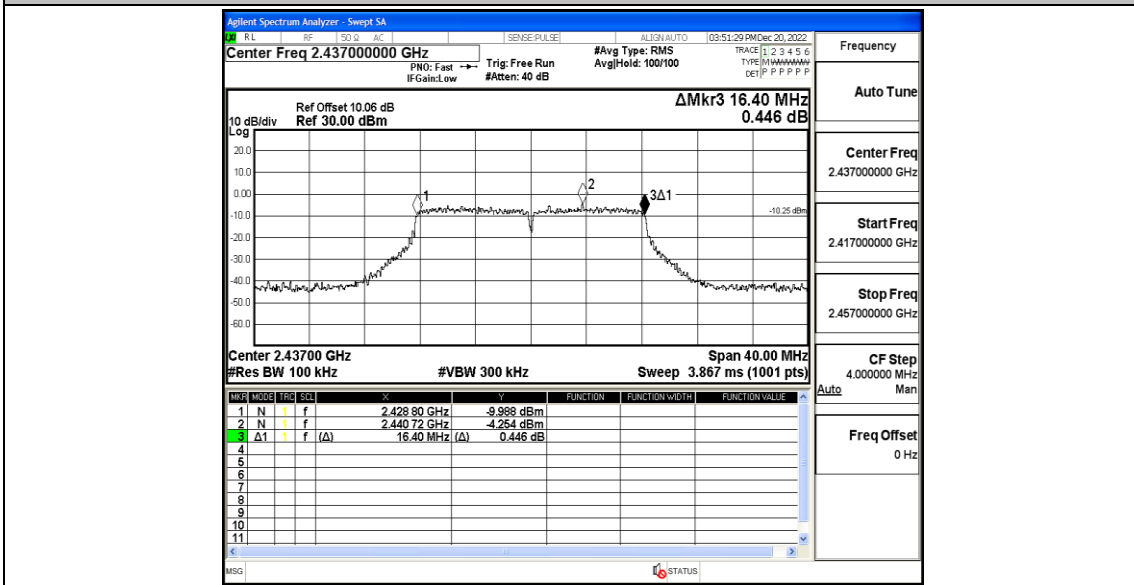 Agilent Spectrum Analyzer - Swept SA
LXI RL RF 50 Ω AC SENSE:PULSE ALIGN AUTO 03:51:29 PM Dec 20, 2022
Center Freq 2.437000000 GHz
PNO: Fast
IFGain:Low
Trig: Free Run
#Atten: 40 dB
#Avg Type: RMS
Avg|Hold: 100/100
TRACE 1 2 3 4 5 6
TYPE MWWWWW
DET P P P P P P
Frequency
Auto Tune
Center Freq
2.437000000 GHz
Start Freq
2.417000000 GHz
Stop Freq
2.457000000 GHz
CF Step
4.000000 MHz
Auto Man
Freq Offset
0 Hz
ΔMkr3 16.40 MHz
0.446 dB
Ref Offset 10.06 dB
10 dB/div Ref 30.00 dBm
Log
20.0
10.0
0.00
-10.0
-20.0
-30.0
-40.0
-50.0
-60.0
1
2
3Δ1
-10.25 dBm
Center 2.43700 GHz Span 40.00 MHz
#Res BW 100 kHz #VBW 300 kHz Sweep 3.867 ms (1001 pts)
MKR MODE TRC SCL X Y FUNCTION FUNCTION WIDTH FUNCTION VALUE
1 N 1 f 2.428 80 GHz -9.988 dBm
2 N 1 f 2.440 72 GHz -4.254 dBm
3 Δ1 1 f (Δ) 16.40 MHz (Δ) 0.446 dB
4
5
6
7
8
9
10
11
MSG STATUS